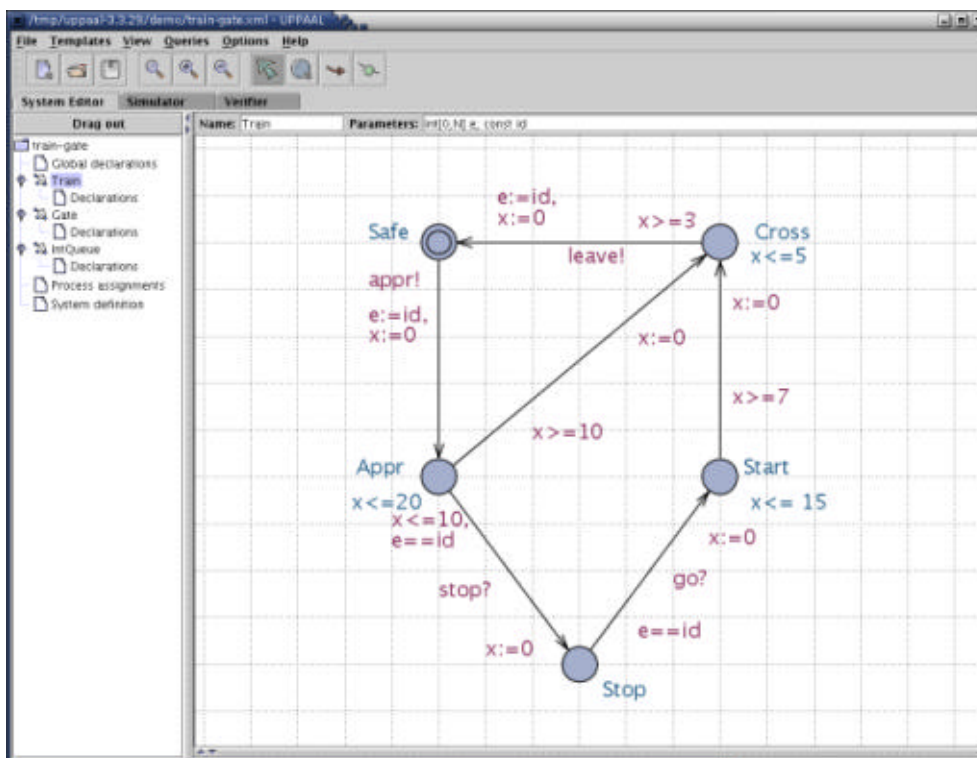 /tmp/uppaal-3.3.29/demo/train-gate.xml - UPPAAL
File Templates View Queries Options Help
System Editor Simulator Verifier
Drag out
Name: Train Parameters: int[0,N] e, const id
train-gate
Global declarations
Train
Declarations
Gate
Declarations
IntQueue
Declarations
Process assignments
System definition
e:=id,
x:=0
x>=3
Safe
Cross
x<=5
leave!
appr!
e:=id,
x:=0
x:=0
x:=0
x>=7
x>=10
Appr
x<=20
Start
x<= 15
x<=10,
e==id
x:=0
stop?
go?
e==id
x:=0
Stop